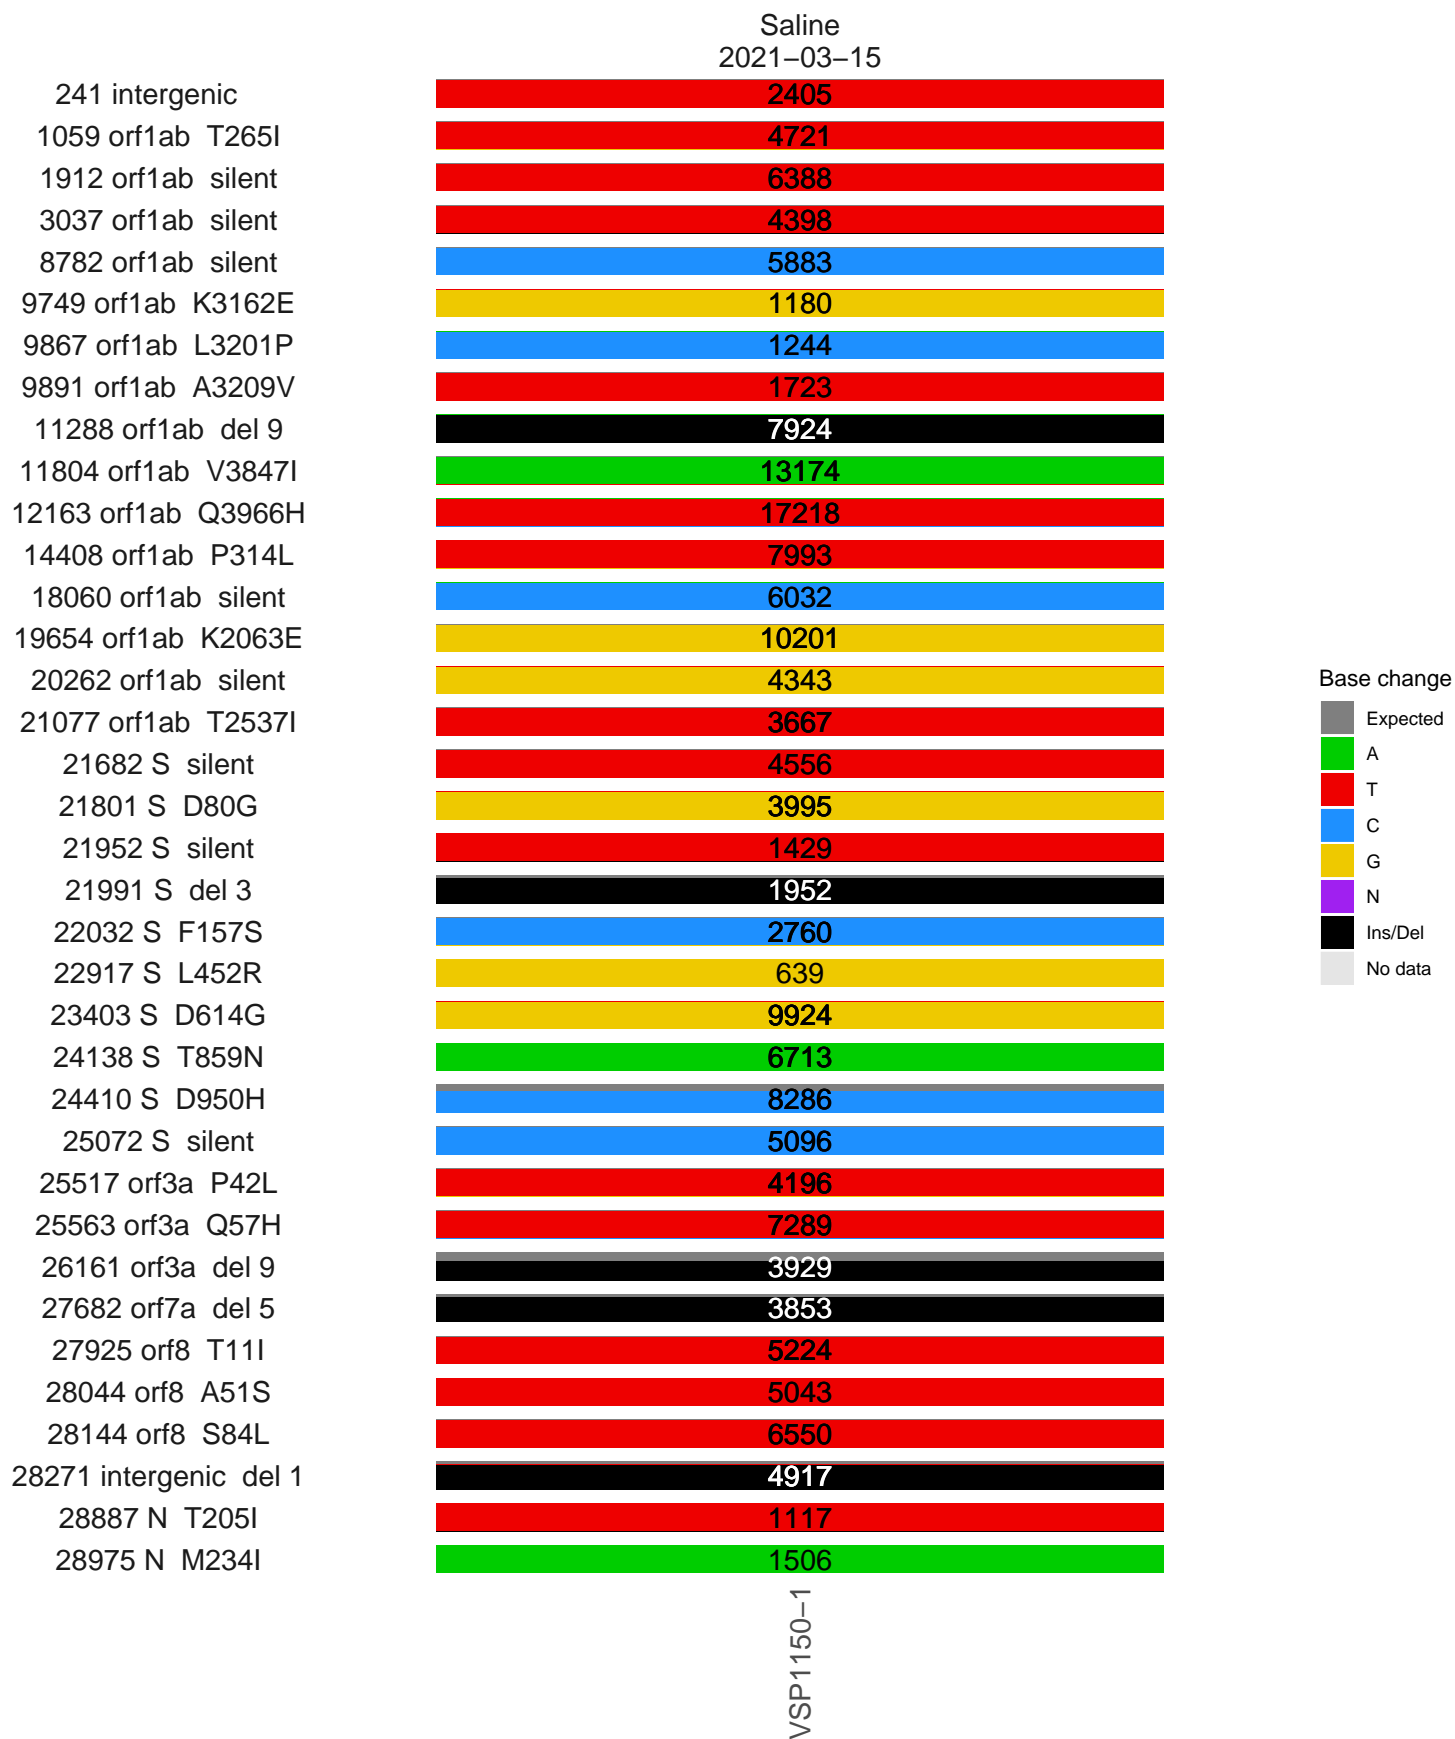 Saline
2021−03−15
241 intergenic 2405
1059 orf1ab T265I 4721
1912 orf1ab silent 6388
3037 orf1ab silent 4398
8782 orf1ab silent 5883
9749 orf1ab K3162E 1180
9867 orf1ab L3201P 1244
9891 orf1ab A3209V 1723
11288 orf1ab del 9 7924
11804 orf1ab V3847I 13174
12163 orf1ab Q3966H 17218
14408 orf1ab P314L 7993
18060 orf1ab silent 6032
19654 orf1ab K2063E 10201
20262 orf1ab silent 4343
21077 orf1ab T2537I 3667
21682 S silent 4556
21801 S D80G 3995
21952 S silent 1429
21991 S del 3 1952
22032 S F157S 2760
22917 S L452R 639
23403 S D614G 9924
24138 S T859N 6713
24410 S D950H 8286
25072 S silent 5096
25517 orf3a P42L 4196
25563 orf3a Q57H 7289
26161 orf3a del 9 3929
27682 orf7a del 5 3853
27925 orf8 T11I 5224
28044 orf8 A51S 5043
28144 orf8 S84L 6550
28271 intergenic del 1 4917
28887 N T205I 1117
28975 N M234I 1506
VSP1150−1
Base change
Expected
A
T
C
G
N
Ins/Del
No data